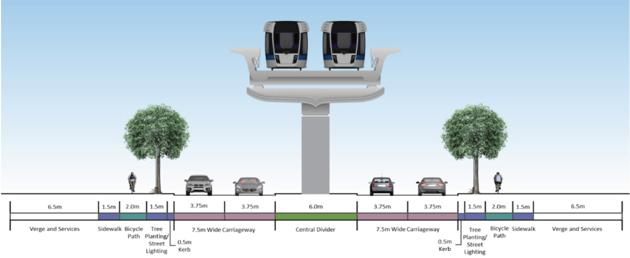 6.5m 1.5m 2.0m 1.5m 3.75m 3.75m 6.0m 3.75m 3.75m 1.5m 2.0m 1.5m 6.5m
Verge and Services
Sidewalk
Bicycle
Path
Tree
Planting/
Street
Lighting
0.5m
Kerb
7.5m Wide Carriageway
Central Divider
7.5m Wide Carriageway
0.5m
Kerb
Tree
Planting/
Street
Lighting
Bicycle
Path
Sidewalk
Verge and Services